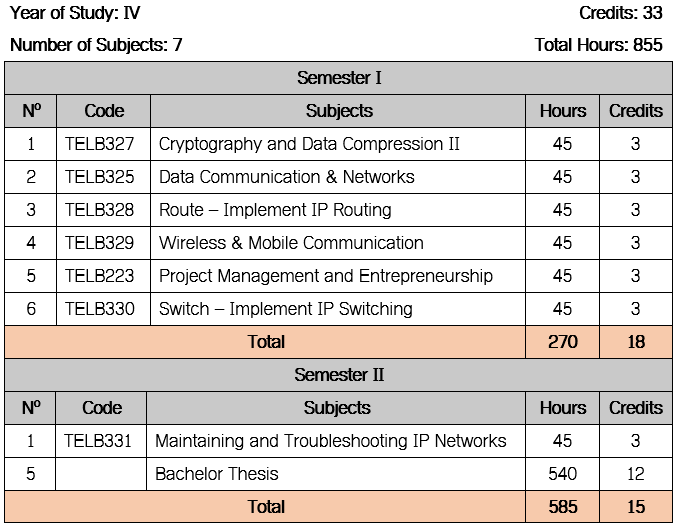 Year of Study: IV Credits: 33
Number of Subjects: 7 Total Hours: 855
Semester I
Nº Code Subjects Hours Credits
1 TELB327 Cryptography and Data Compression II 45 3
2 TELB325 Data Communication & Networks 45 3
3 TELB328 Route – Implement IP Routing 45 3
4 TELB329 Wireless & Mobile Communication 45 3
5 TELB223 Project Management and Entrepreneurship 45 3
6 TELB330 Switch – Implement IP Switching 45 3
Total 270 18
Semester II
Nº Code Subjects Hours Credits
1 TELB331 Maintaining and Troubleshooting IP Networks 45 3
5 Bachelor Thesis 540 12
Total 585 15